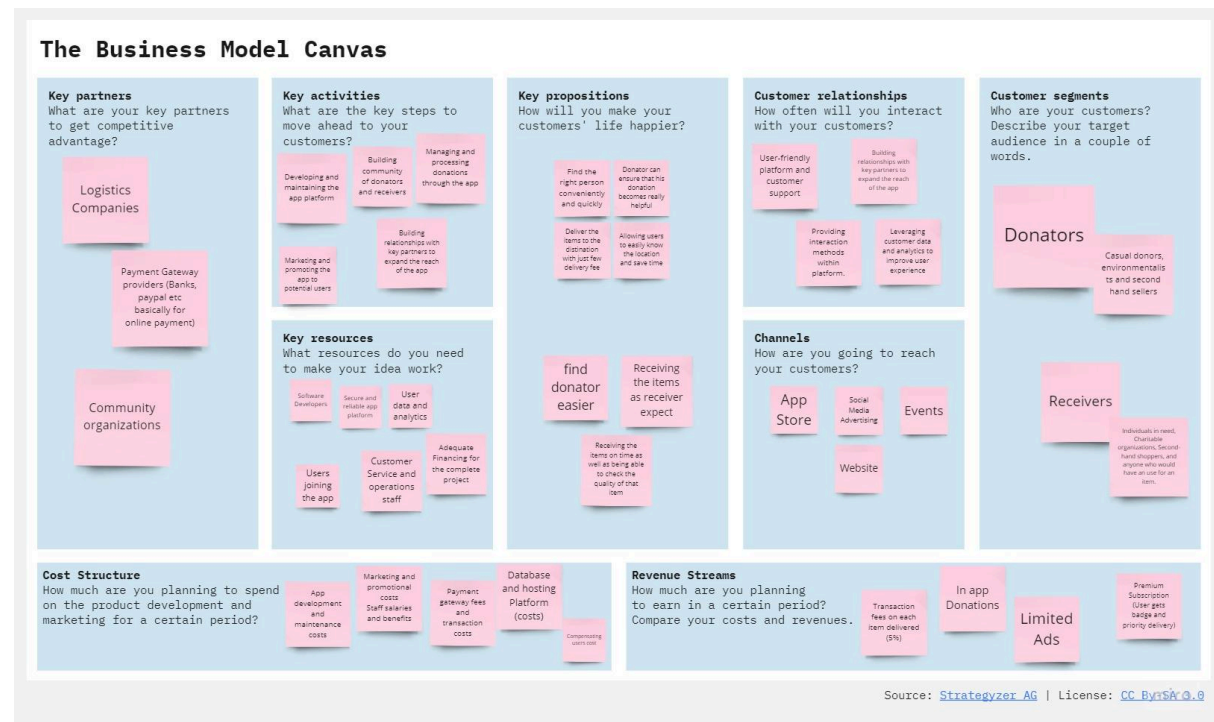 The Business Model Canvas
Key partners
What are your key partners
to get competitive
advantage?
Logistics
Companies
Payment Gateway
providers (Banks,
paypal etc
basically for
online payment)
Community
organizations
Key activities
What are the key steps to
move ahead to your
customers?
Developing and
maintaining the
app platform
Building
community
of donators
and receivers
Managing and
processing
donations
through the app
Marketing and
promoting the
app to
potential users
Building
relationships with
key partners to
expand the reach
of the app
Key resources
What resources do you need
to make your idea work?
Software
Developers
Secure and
reliable app
platform
User
data and
analytics
Users
joining
the app
Customer
Service and
operations
staff
Adequate
Financing for
the complete
project
Key propositions
How will you make your
customers' life happier?
Find the
right person
conveniently
and quickly
Donator can
ensure that his
donation
becomes really
helpful
Deliver the
items to the
distination
with just few
delivery fee
Allowing users
to easily know
the location
and save time
find
donator
easier
Receiving
the items
as receiver
expect
Receiving the
items on time as
well as being able
to check the
quality of that
item
Customer relationships
How often will you interact
with your customers?
User-friendly
platform and
customer
support
Building
relationships with
key partners to
expand the reach
of the app
Providing
interaction
methods
within
platform.
Leveraging
customer data
and analytics to
improve user
experience
Channels
How are you going to reach
your customers?
App
Store
Social
Media
Advertising
Events
Website
Customer segments
Who are your customers?
Describe your target
audience in a couple of
words.
Donators
Casual donors,
environmentalis
ts and second
hand sellers
Receivers
Individuals in need,
Charitable
organizations, Second-
hand shoppers, and
anyone who would
have an use for an
item.
Cost Structure
How much are you planning to spend
on the product development and
marketing for a certain period?
App
development
and
maintenance
costs
Marketing and
promotional
costs
Staff salaries
and benefits
Payment
gateway fees
and
transaction
costs
Database
and hosting
Platform
(costs)
Compensating
users cost
Revenue Streams
How much are you planning
to earn in a certain period?
Compare your costs and revenues.
Transaction
fees on each
item delivered
(5%)
In app
Donations
Limited
Ads
Premium
Subscription
(User gets
badge and
priority delivery)
Source: Strategyzer AG | License: CC By-SA 3.0
miro